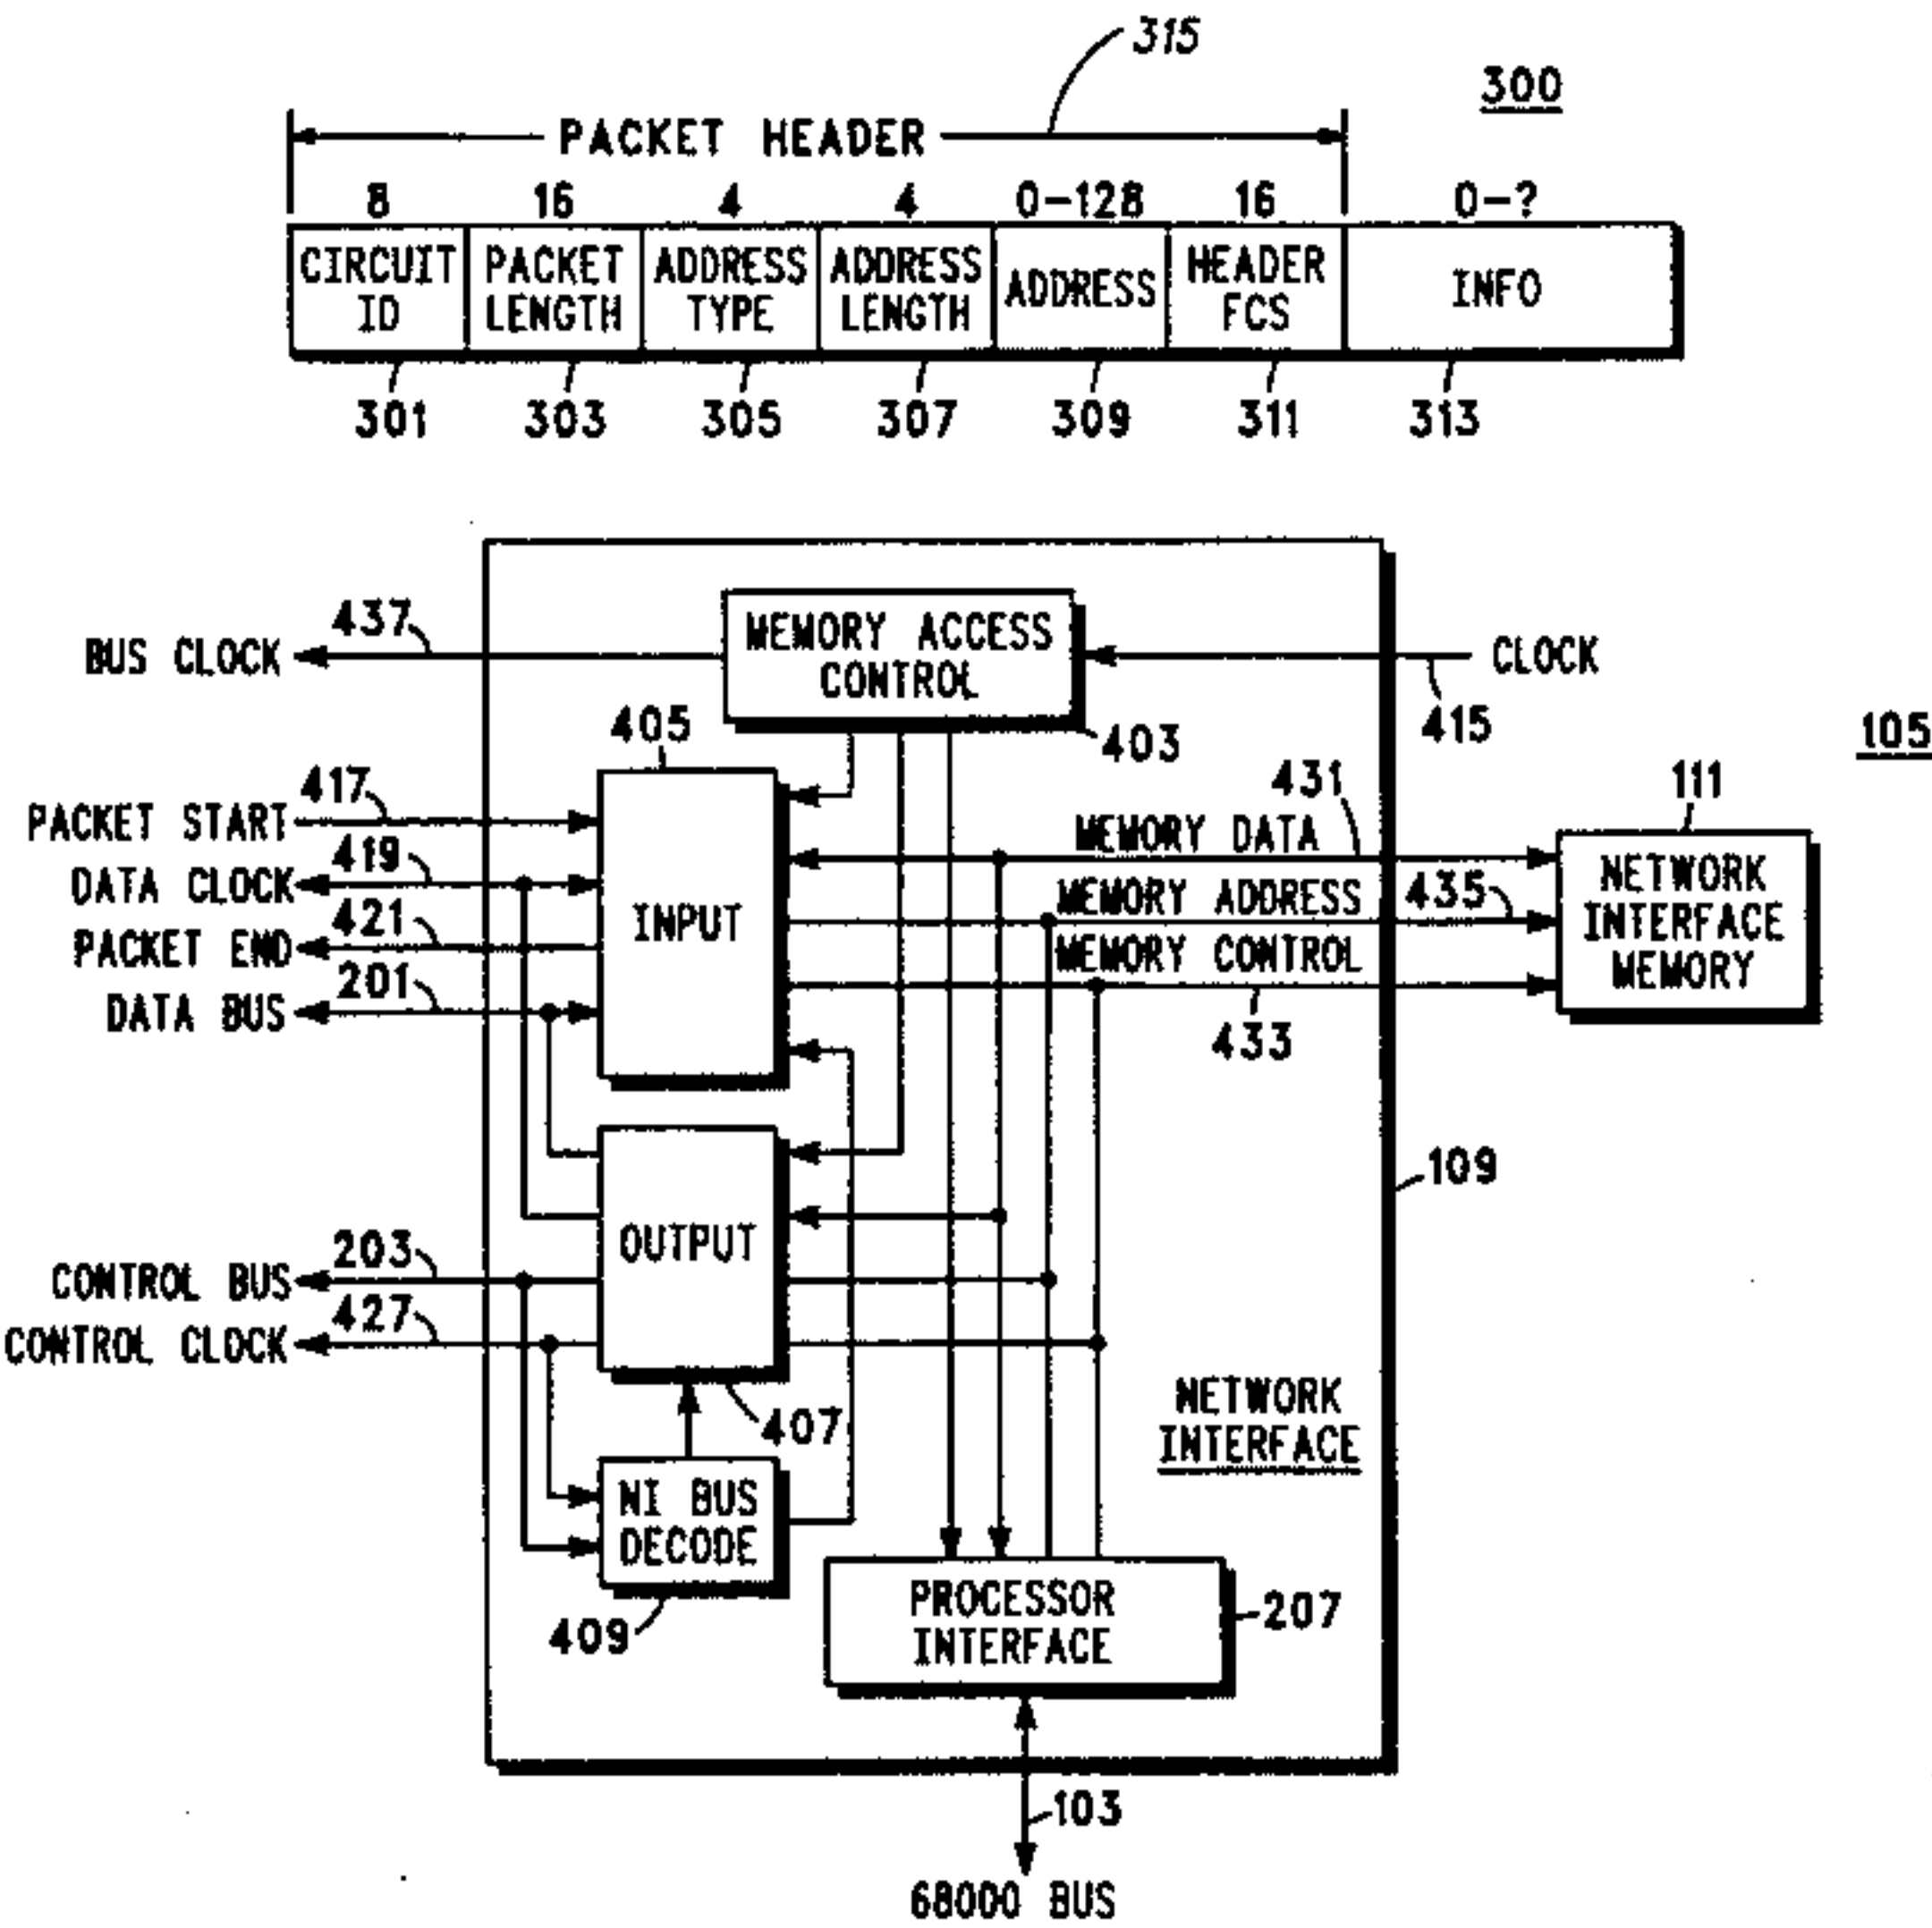 315
300
PACKET HEADER
8 16 4 4 0-128 16 0-?
CIRCUIT ID
PACKET LENGTH
ADDRESS TYPE
ADDRESS LENGTH
ADDRESS
HEADER FCS
INFO
301 303 305 307 309 311 313
437
BUS CLOCK
MEMORY ACCESS
CONTROL
CLOCK
415
403
105
405
417
PACKET START
431
111
MEMORY DATA
419
DATA CLOCK
NETWORK
INTERFACE
MEMORY
MEMORY ADDRESS
435
421
INPUT
PACKET END
MEMORY CONTROL
201
DATA BUS
433
109
203
OUTPUT
CONTROL BUS
427
CONTROL CLOCK
NETWORK
INTERFACE
407
NI BUS
DECODE
409
PROCESSOR
INTERFACE
207
103
68000 BUS